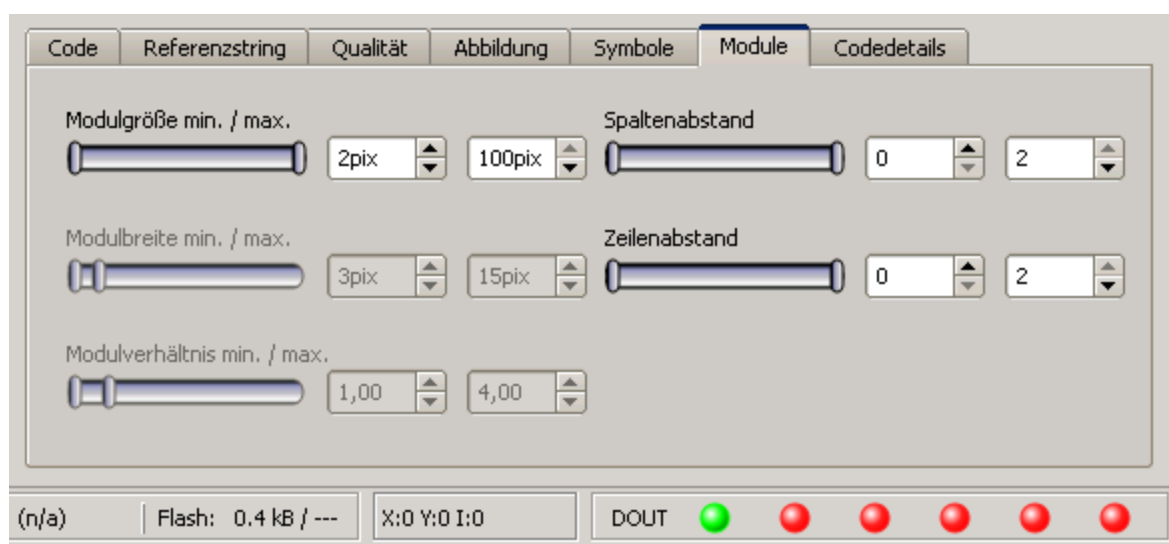 Code Referenzstring Qualität Abbildung Symbole Module Codedetails
Modulgröße min. / max. Spaltenabstand
2pix 100pix 0 2
Modulbreite min. / max. Zeilenabstand
3pix 15pix 0 2
Modulverhältnis min. / max.
1,00 4,00
(n/a) Flash: 0.4 kB / --- X:0 Y:0 I:0 DOUT